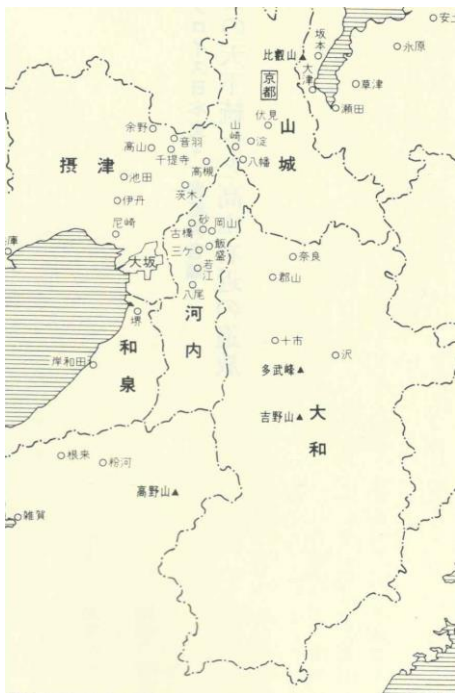 安土
永原
坂本
比叡山
大津
草津
瀬田
京都
伏見
山城
淀
山崎
八幡
余野
音羽
高山
千提寺
高槻
摂津
池田
茨木
伊丹
尼崎
砂
岡山
古橋
飯盛
三ケ
大坂
若江
八尾
河内
堺
和泉
岸和田
奈良
郡山
十市
沢
多武峰
吉野山
大和
根来
粉河
高野山
雑賀